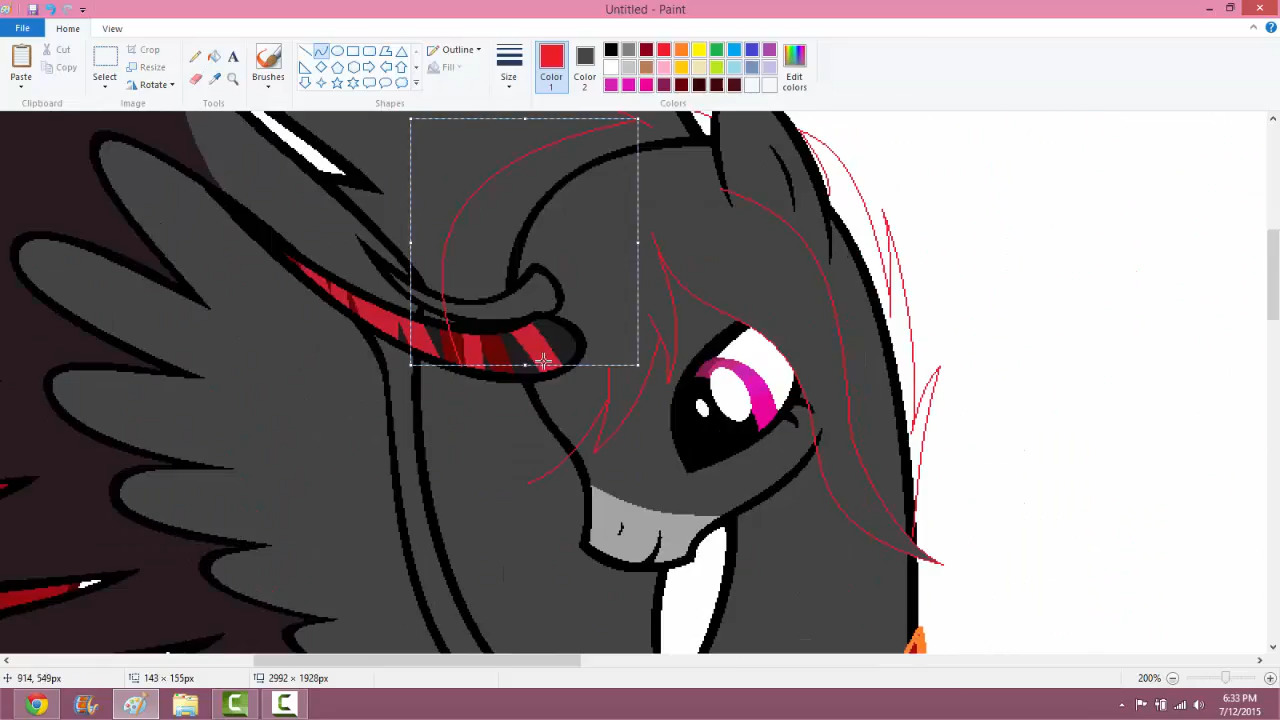 Untitled - Paint
File Home View
Paste
Cut
Copy
Clipboard
Select
Crop
Resize
Rotate
Image
A
Tools
Brushes
Outline
Fill
Shapes
Size
Color 1
Color 2
Edit colors
Colors
914, 549px
143 × 155px
2992 × 1928px
200%
6:33 PM
7/12/2015